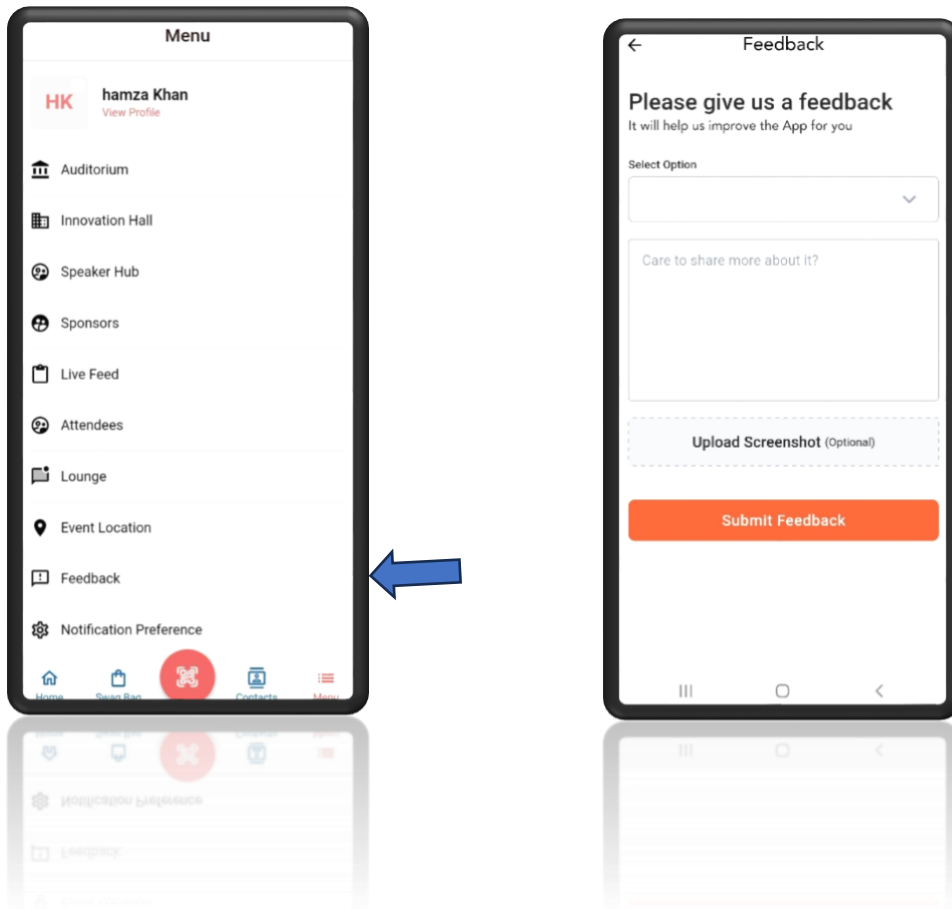 Menu
HK
hamza Khan
View Profile
Auditorium
Innovation Hall
Speaker Hub
Sponsors
Live Feed
Attendees
Lounge
Event Location
Feedback
Notification Preference
Home Swag Bag Contacts Menu
Feedback
Please give us a feedback
It will help us improve the App for you
Select Option
Care to share more about it?
Upload Screenshot (Optional)
Submit Feedback